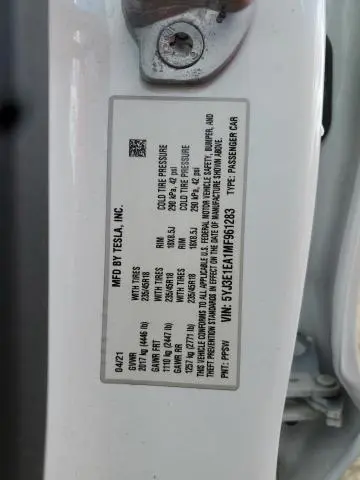 MFD BY TESLA, INC.
04/21
GVWR
2017 kg (4446 lb)
GAWR FRT WITH TIRES RIM COLD TIRE PRESSURE
1110 kg (2447 lb) 235/45R18 18X8.5J 290 kPa, 42 psi
GAWR RR WITH TIRES RIM COLD TIRE PRESSURE
1257 kg (2771 lb) 235/45R18 18X8.5J 290 kPa, 42 psi
THIS VEHICLE CONFORMS TO ALL APPLICABLE U.S. FEDERAL MOTOR VEHICLE SAFETY, BUMPER, AND
THEFT PREVENTION STANDARDS IN EFFECT ON THE DATE OF MANUFACTURE SHOWN ABOVE.
VIN: 5YJ3E1EA1MF961283
PNT: PPSW TYPE: PASSENGER CAR